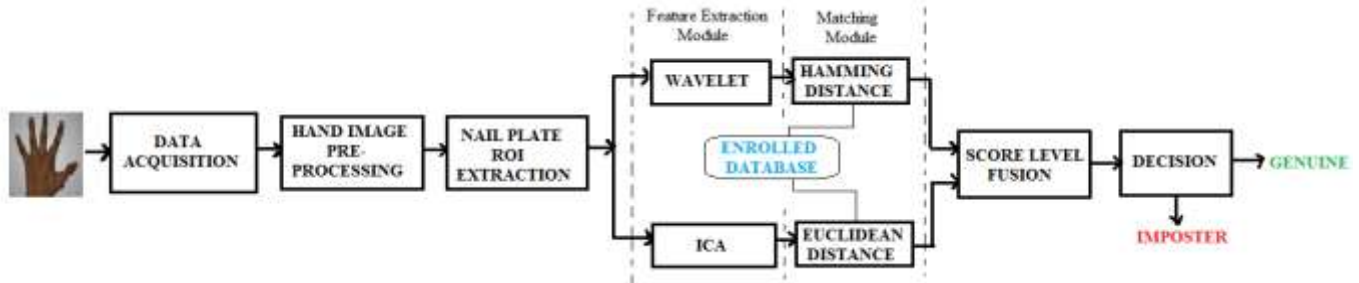 Feature Extraction
Module
Matching
Module
DATA
ACQUISITION
HAND IMAGE
PRE-
PROCESSING
NAIL PLATE
ROI
EXTRACTION
WAVELET
HAMMING
DISTANCE
ENROLLED
DATABASE
ICA
EUCLIDEAN
DISTANCE
SCORE LEVEL
FUSION
DECISION
GENUINE
IMPOSTER